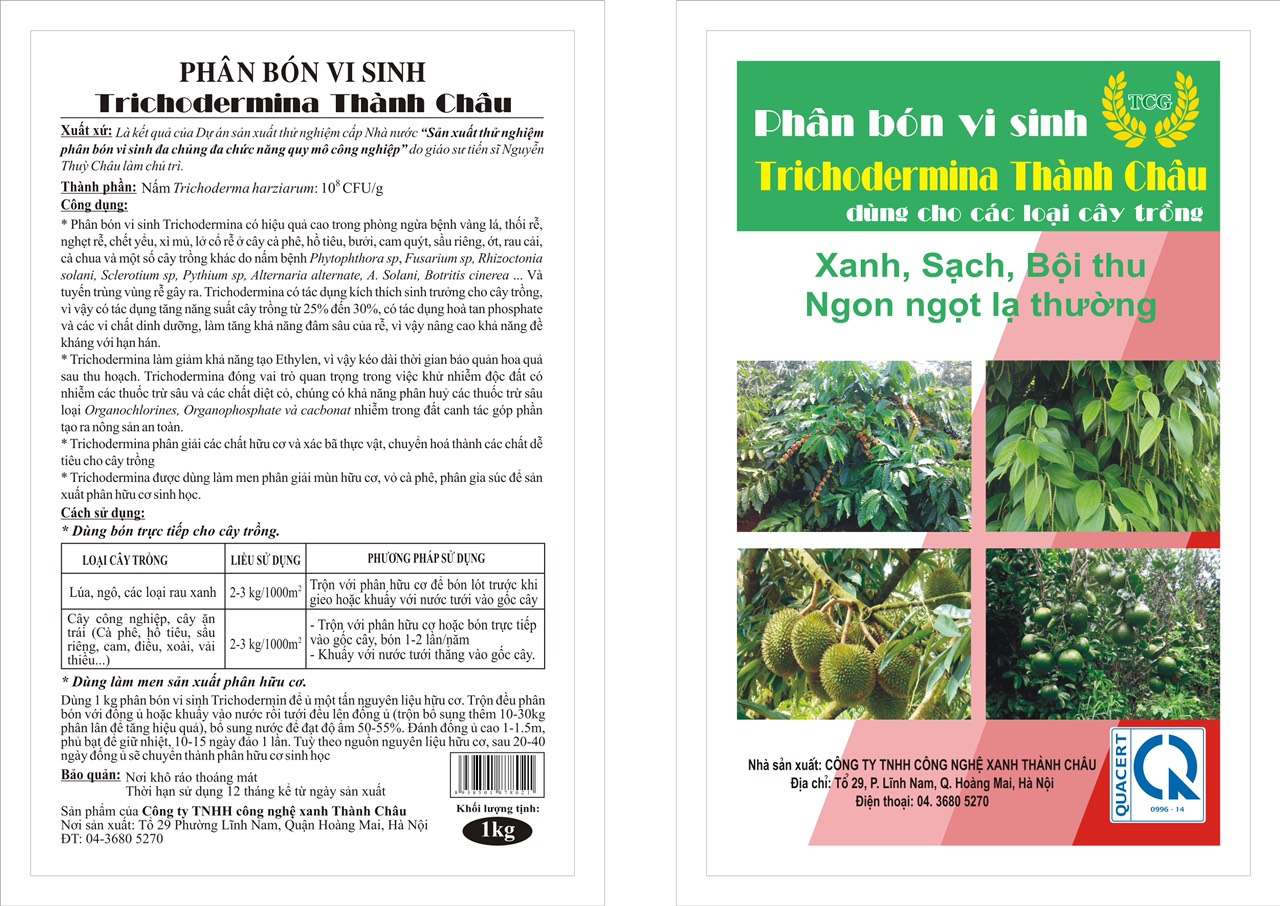 PHÂN BÓN VI SINH
Trichodermina Thành Châu
Xuất xứ: Là kết quả của Dự án sản xuất thử nghiệm cấp Nhà nước “Sản xuất thử nghiệm
phân bón vi sinh đa chủng đa chức năng quy mô công nghiệp” do giáo sư tiến sĩ Nguyễn
Thuỳ Châu làm chủ trì.
Thành phần: Nấm Trichoderma harziarum: 10⁸ CFU/g
Công dụng:
* Phân bón vi sinh Trichodermina có hiệu quả cao trong phòng ngừa bệnh vàng lá, thối rễ,
nghẹt rễ, chết yểu, xì mủ, lở cổ rễ ở cây cà phê, hồ tiêu, bưởi, cam quýt, sầu riêng, ớt, rau cải,
cà chua và một số cây trồng khác do nấm bệnh Phytophthora sp, Fusarium sp, Rhizoctonia
solani, Sclerotium sp, Pythium sp, Alternaria alternate, A. Solani, Botritis cinerea ... Và
tuyến trùng vùng rễ gây ra. Trichodermina có tác dụng kích thích sinh trưởng cho cây trồng,
vì vậy có tác dụng tăng năng suất cây trồng từ 25% đến 30%, có tác dụng hoà tan phosphate
và các vi chất dinh dưỡng, làm tăng khả năng đâm sâu của rễ, vì vậy nâng cao khả năng đề
kháng với hạn hán.
* Trichodermina làm giảm khả năng tạo Ethylen, vì vậy kéo dài thời gian bảo quản hoa quả
sau thu hoạch. Trichodermina đóng vai trò quan trọng trong việc khử nhiễm độc đất có
nhiễm các thuốc trừ sâu và các chất diệt cỏ, chúng có khả năng phân huỷ các thuốc trừ sâu
loại Organochlorines, Organophosphate và cacbonat nhiễm trong đất canh tác góp phần
tạo ra nông sản an toàn.
* Trichodermina phân giải các chất hữu cơ và xác bã thực vật, chuyển hoá thành các chất dễ
tiêu cho cây trồng
* Trichodermina được dùng làm men phân giải mùn hữu cơ, vỏ cà phê, phân gia súc để sản
xuất phân hữu cơ sinh học.
Cách sử dụng:
* Dùng bón trực tiếp cho cây trồng.
LOẠI CÂY TRỒNG LIỀU SỬ DỤNG PHƯƠNG PHÁP SỬ DỤNG
Lúa, ngô, các loại rau xanh 2-3 kg/1000m² Trộn với phân hữu cơ để bón lót trước khi
gieo hoặc khuấy với nước tưới vào gốc cây
Cây công nghiệp, cây ăn
trái (Cà phê, hồ tiêu, sầu
riêng, cam, điều, xoài, vải
thiều...)
2-3 kg/1000m²
- Trộn với phân hữu cơ hoặc bón trực tiếp
vào gốc cây, bón 1-2 lần/năm
- Khuấy với nước tưới thẳng vào gốc cây.
* Dùng làm men sản xuất phân hữu cơ.
Dùng 1 kg phân bón vi sinh Trichodermin để ủ một tấn nguyên liệu hữu cơ. Trộn đều phân
bón với đống ủ hoặc khuấy vào nước rồi tưới đều lên đống ủ (trộn bổ sung thêm 10-30kg
phân lân để tăng hiệu quả), bổ sung nước để đạt độ ẩm 50-55%. Đánh đống ủ cao 1-1.5m,
phủ bạt để giữ nhiệt, 10-15 ngày đảo 1 lần. Tuỳ theo nguồn nguyên liệu hữu cơ, sau 20-40
ngày đống ủ sẽ chuyển thành phân hữu cơ sinh học
Bảo quản: Nơi khô ráo thoáng mát
Thời hạn sử dụng 12 tháng kể từ ngày sản xuất
Sản phẩm của Công ty TNHH công nghệ xanh Thành Châu
Nơi sản xuất: Tổ 29 Phường Lĩnh Nam, Quận Hoàng Mai, Hà Nội
ĐT: 04-3680 5270
Khối lượng tịnh:
1kg
TCG
Phân bón vi sinh
Trichodermina Thành Châu
dùng cho các loại cây trồng
Xanh, Sạch, Bội thu
Ngon ngọt lạ thường
Nhà sản xuất: CÔNG TY TNHH CÔNG NGHỆ XANH THÀNH CHÂU
Địa chỉ: Tổ 29, P. Lĩnh Nam, Q. Hoàng Mai, Hà Nội
Điện thoại: 04. 3680 5270
QUACERT
0996 - 14